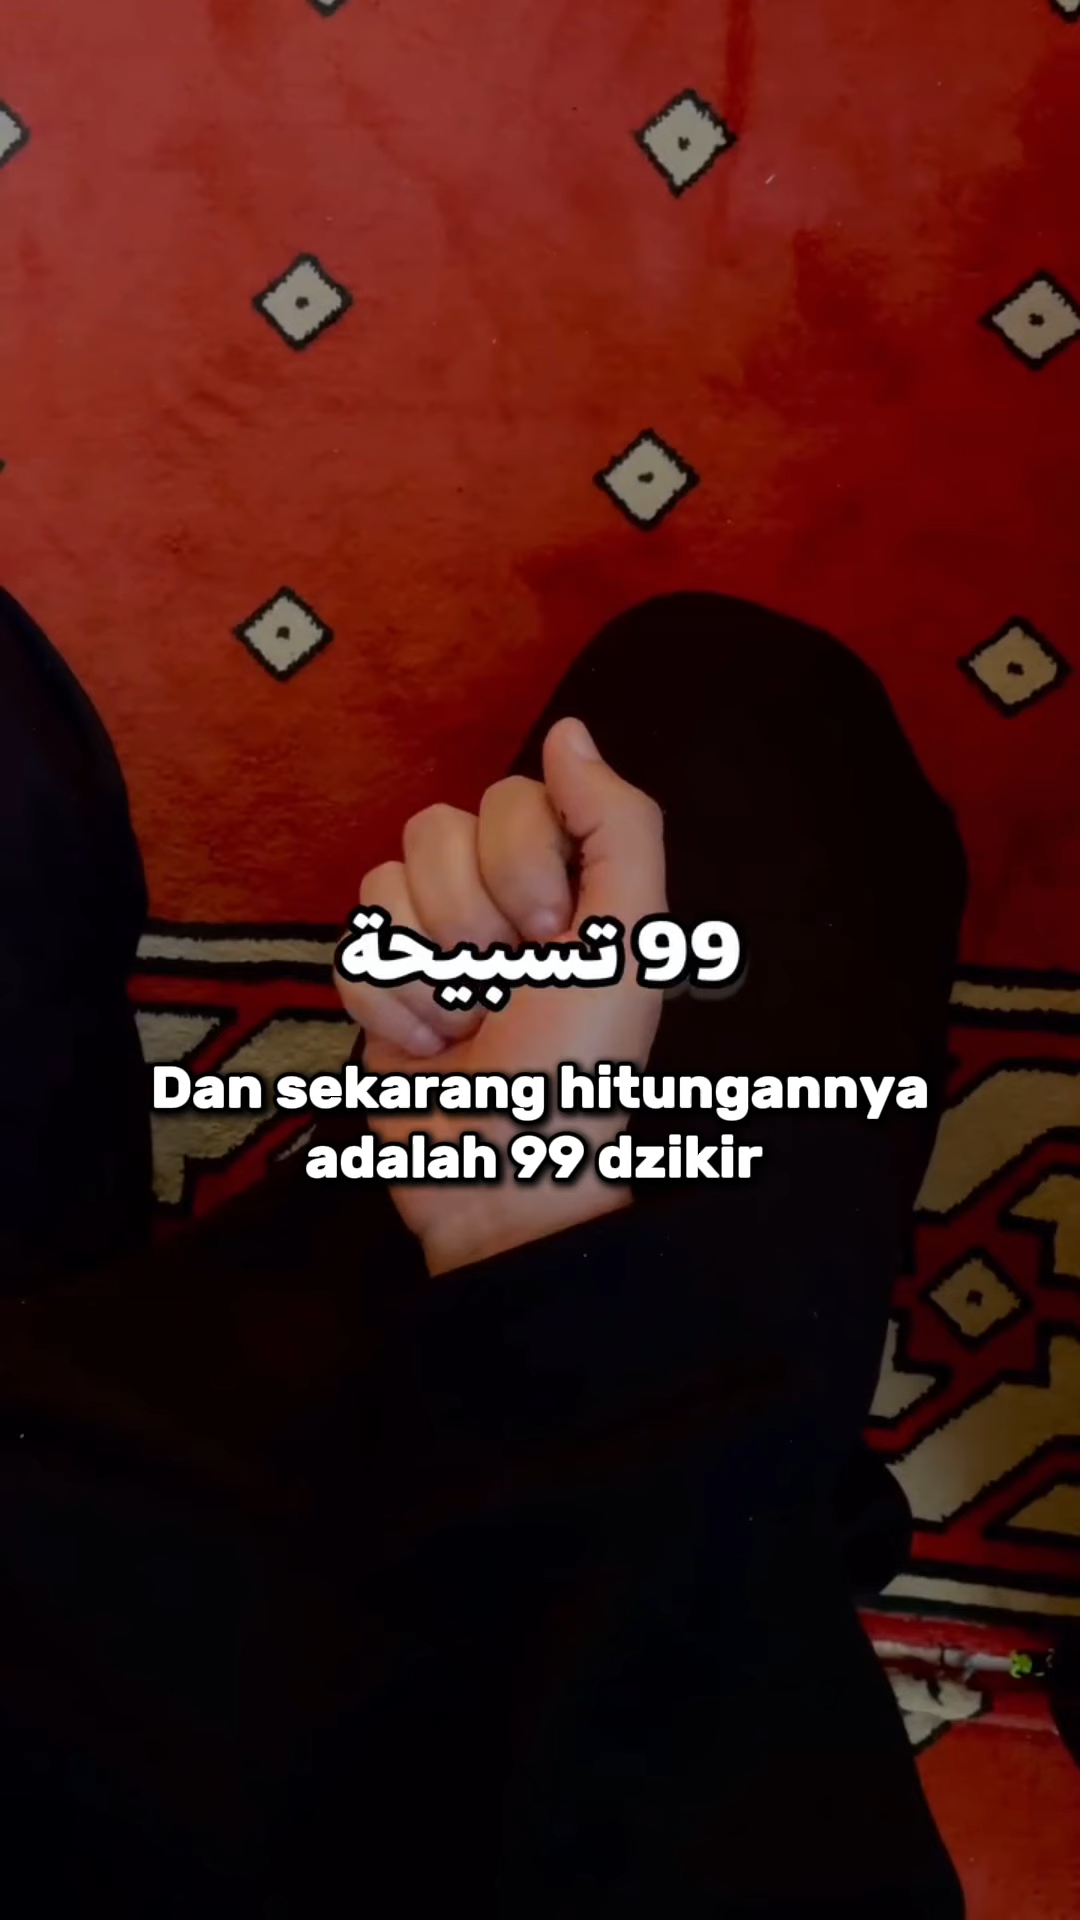 99 تسبيحة
Dan sekarang hitungannya
adalah 99 dzikir